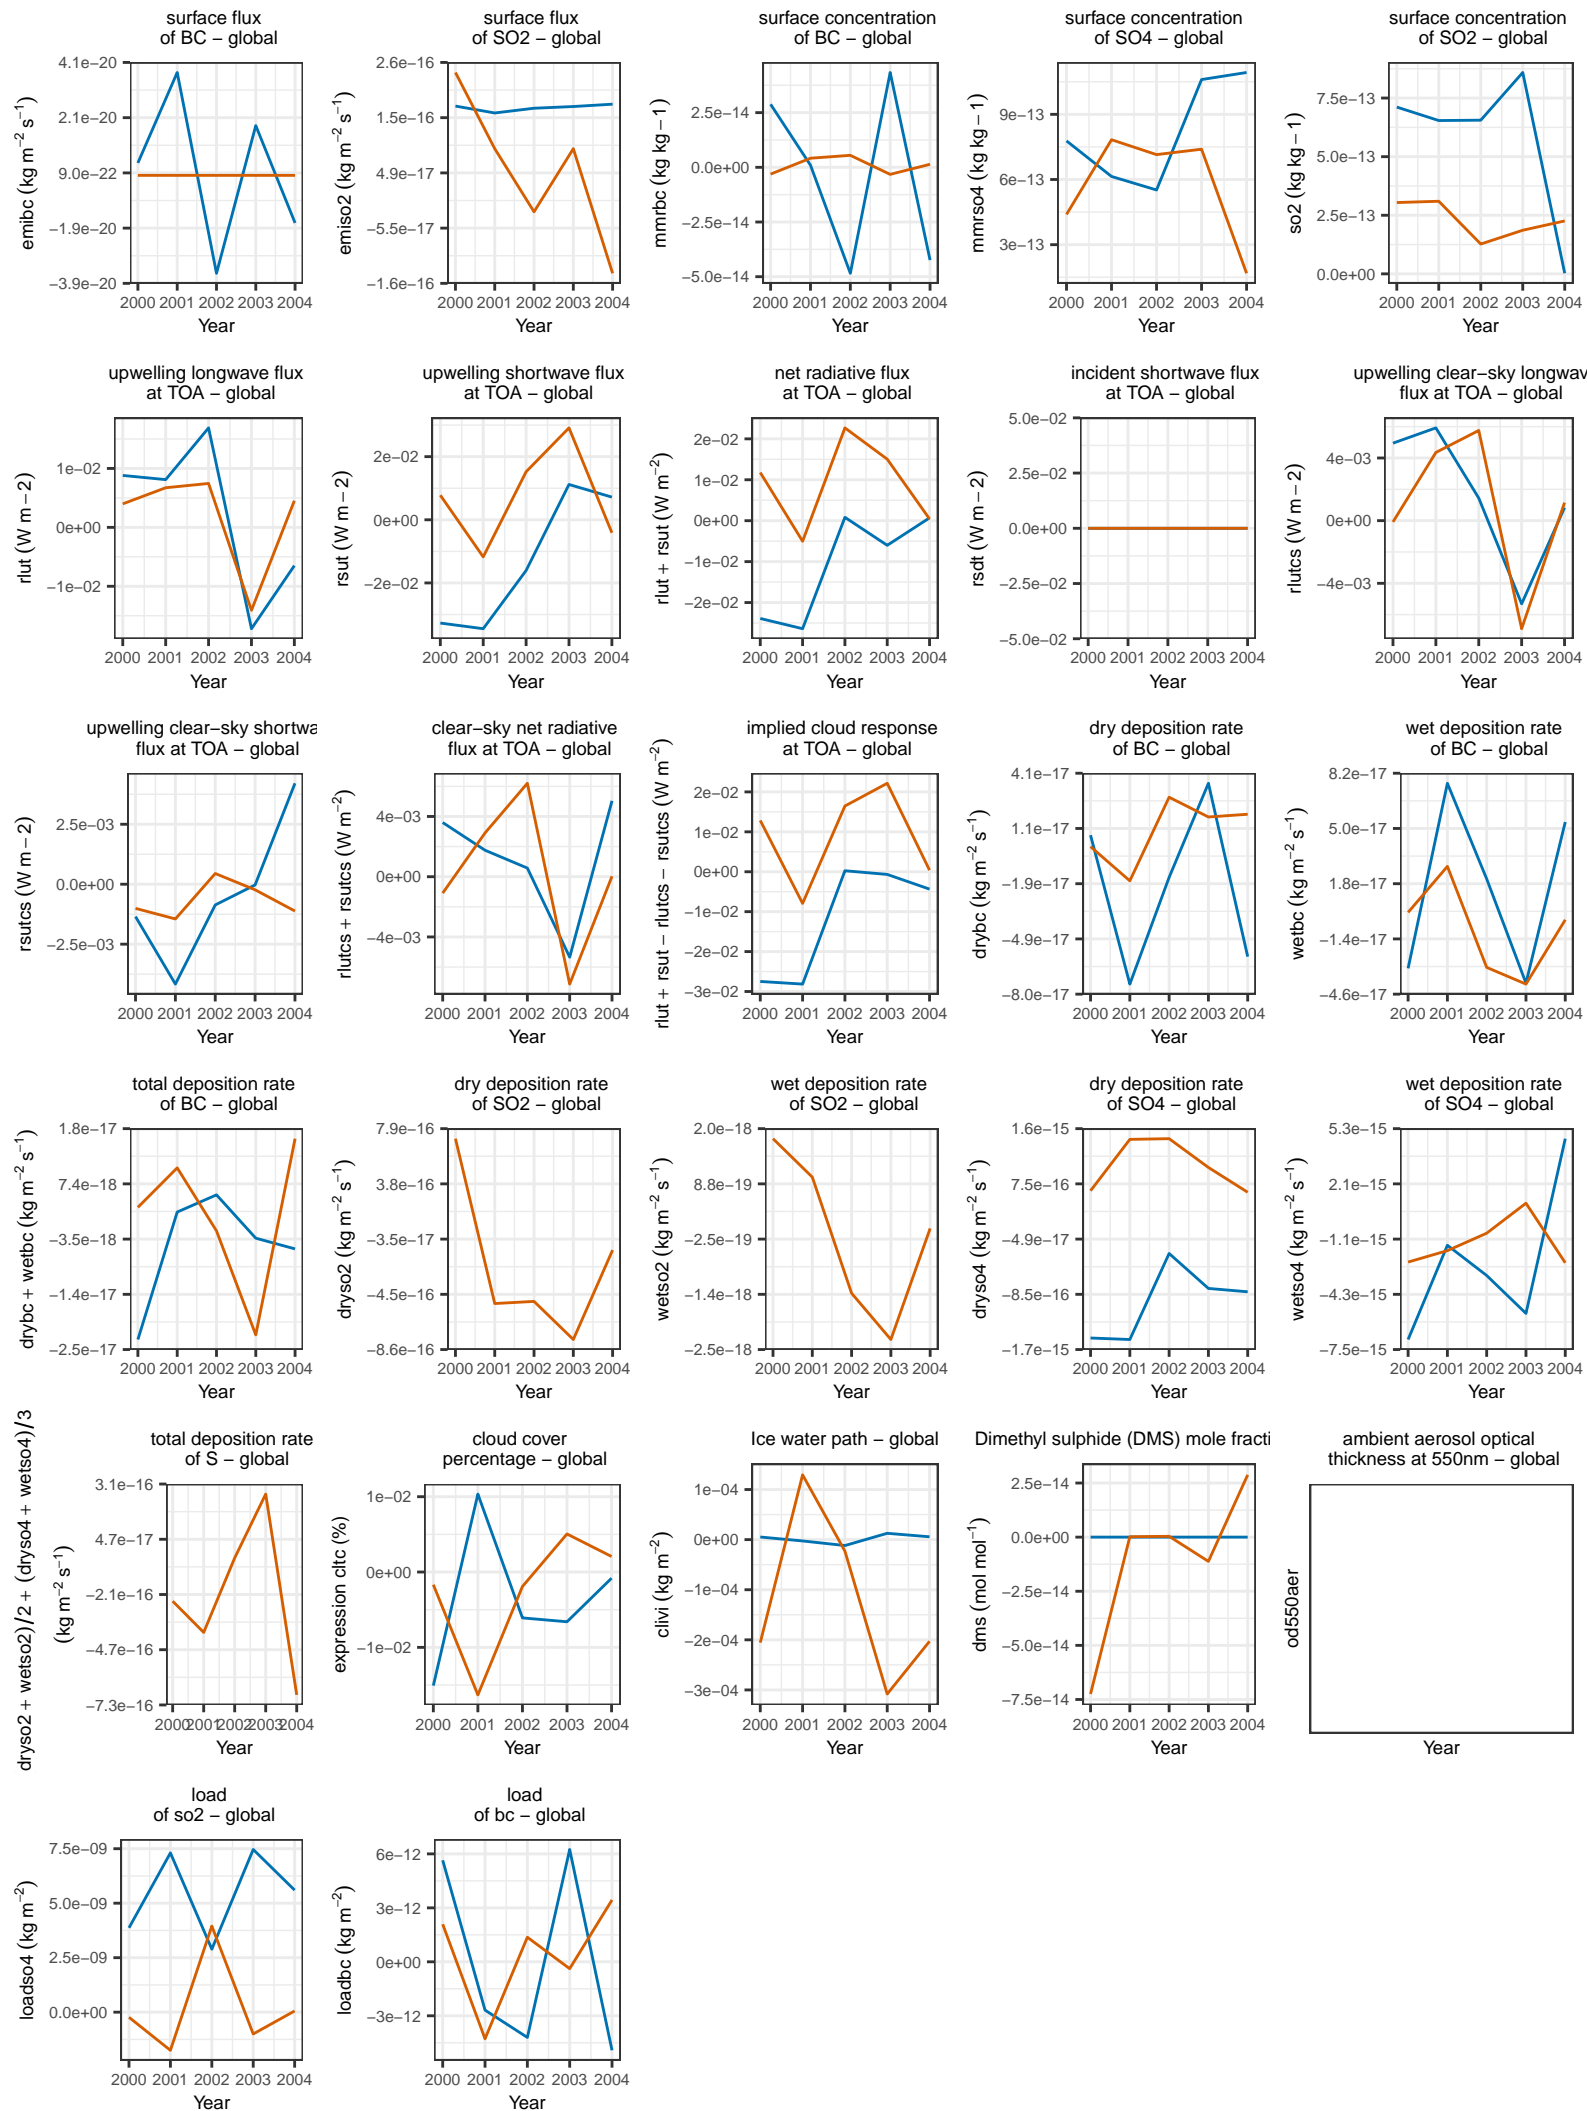 surface flux
of BC − global
4.1e−20
2.1e−20
9.0e−22
−1.9e−20
−3.9e−20
emibc (kg m−2 s−1)
2000 2001 2002 2003 2004
Year
surface flux
of SO2 − global
2.6e−16
1.5e−16
4.9e−17
−5.5e−17
−1.6e−16
emiso2 (kg m−2 s−1)
2000 2001 2002 2003 2004
Year
surface concentration
of BC − global
2.5e−14
0.0e+00
−2.5e−14
−5.0e−14
mmrbc (kg kg − 1)
2000 2001 2002 2003 2004
Year
surface concentration
of SO4 − global
9e−13
6e−13
3e−13
mmrso4 (kg kg − 1)
2000 2001 2002 2003 2004
Year
surface concentration
of SO2 − global
7.5e−13
5.0e−13
2.5e−13
0.0e+00
so2 (kg kg − 1)
2000 2001 2002 2003 2004
Year
upwelling longwave flux
at TOA − global
1e−02
0e+00
−1e−02
rlut (W m − 2)
2000 2001 2002 2003 2004
Year
upwelling shortwave flux
at TOA − global
2e−02
0e+00
−2e−02
rsut (W m − 2)
2000 2001 2002 2003 2004
Year
net radiative flux
at TOA − global
2e−02
1e−02
0e+00
−1e−02
−2e−02
rlut + rsut (W m−2)
2000 2001 2002 2003 2004
Year
incident shortwave flux
at TOA − global
5.0e−02
2.5e−02
0.0e+00
−2.5e−02
−5.0e−02
rsdt (W m − 2)
2000 2001 2002 2003 2004
Year
upwelling clear−sky longwav
flux at TOA − global
4e−03
0e+00
−4e−03
rlutcs (W m − 2)
2000 2001 2002 2003 2004
Year
upwelling clear−sky shortwa
flux at TOA − global
2.5e−03
0.0e+00
−2.5e−03
rsutcs (W m − 2)
2000 2001 2002 2003 2004
Year
clear−sky net radiative
flux at TOA − global
4e−03
0e+00
−4e−03
rlutcs + rsutcs (W m−2)
2000 2001 2002 2003 2004
Year
implied cloud response
at TOA − global
2e−02
1e−02
0e+00
−1e−02
−2e−02
−3e−02
rlut + rsut − rlutcs − rsutcs (W m−2)
2000 2001 2002 2003 2004
Year
dry deposition rate
of BC − global
4.1e−17
1.1e−17
−1.9e−17
−4.9e−17
−8.0e−17
drybc (kg m−2 s−1)
2000 2001 2002 2003 2004
Year
wet deposition rate
of BC − global
8.2e−17
5.0e−17
1.8e−17
−1.4e−17
−4.6e−17
wetbc (kg m−2 s−1)
2000 2001 2002 2003 2004
Year
total deposition rate
of BC − global
1.8e−17
7.4e−18
−3.5e−18
−1.4e−17
−2.5e−17
drybc + wetbc (kg m−2 s−1)
2000 2001 2002 2003 2004
Year
dry deposition rate
of SO2 − global
7.9e−16
3.8e−16
−3.5e−17
−4.5e−16
−8.6e−16
dryso2 (kg m−2 s−1)
2000 2001 2002 2003 2004
Year
wet deposition rate
of SO2 − global
2.0e−18
8.8e−19
−2.5e−19
−1.4e−18
−2.5e−18
wetso2 (kg m−2 s−1)
2000 2001 2002 2003 2004
Year
dry deposition rate
of SO4 − global
1.6e−15
7.5e−16
−4.9e−17
−8.5e−16
−1.7e−15
dryso4 (kg m−2 s−1)
2000 2001 2002 2003 2004
Year
wet deposition rate
of SO4 − global
5.3e−15
2.1e−15
−1.1e−15
−4.3e−15
−7.5e−15
wetso4 (kg m−2 s−1)
2000 2001 2002 2003 2004
Year
total deposition rate
of S − global
3.1e−16
4.7e−17
−2.1e−16
−4.7e−16
−7.3e−16
dryso2 + wetso2)/2 + (dryso4 + wetso4)/3
(kg m−2 s−1)
2000 2001 2002 2003 2004
Year
cloud cover
percentage − global
1e−02
0e+00
−1e−02
expression cltc (%)
2000 2001 2002 2003 2004
Year
Ice water path − global
1e−04
0e+00
−1e−04
−2e−04
−3e−04
clivi (kg m−2)
2000 2001 2002 2003 2004
Year
Dimethyl sulphide (DMS) mole fracti
2.5e−14
0.0e+00
−2.5e−14
−5.0e−14
−7.5e−14
dms (mol mol−1)
2000 2001 2002 2003 2004
Year
ambient aerosol optical
thickness at 550nm − global
od550aer
Year
load
of so2 − global
7.5e−09
5.0e−09
2.5e−09
0.0e+00
loadso4 (kg m−2)
2000 2001 2002 2003 2004
Year
load
of bc − global
6e−12
3e−12
0e+00
−3e−12
loadbc (kg m−2)
2000 2001 2002 2003 2004
Year